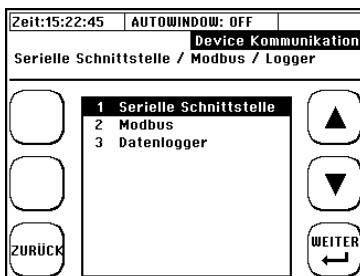 Zeit:15:22:45 AUTOWINDOW: OFF
Device Kommunikation
Serielle Schnittstelle / Modbus / Logger
1 Serielle Schnittstelle
2 Modbus
3 Datenlogger
ZURÜCK
WEITER